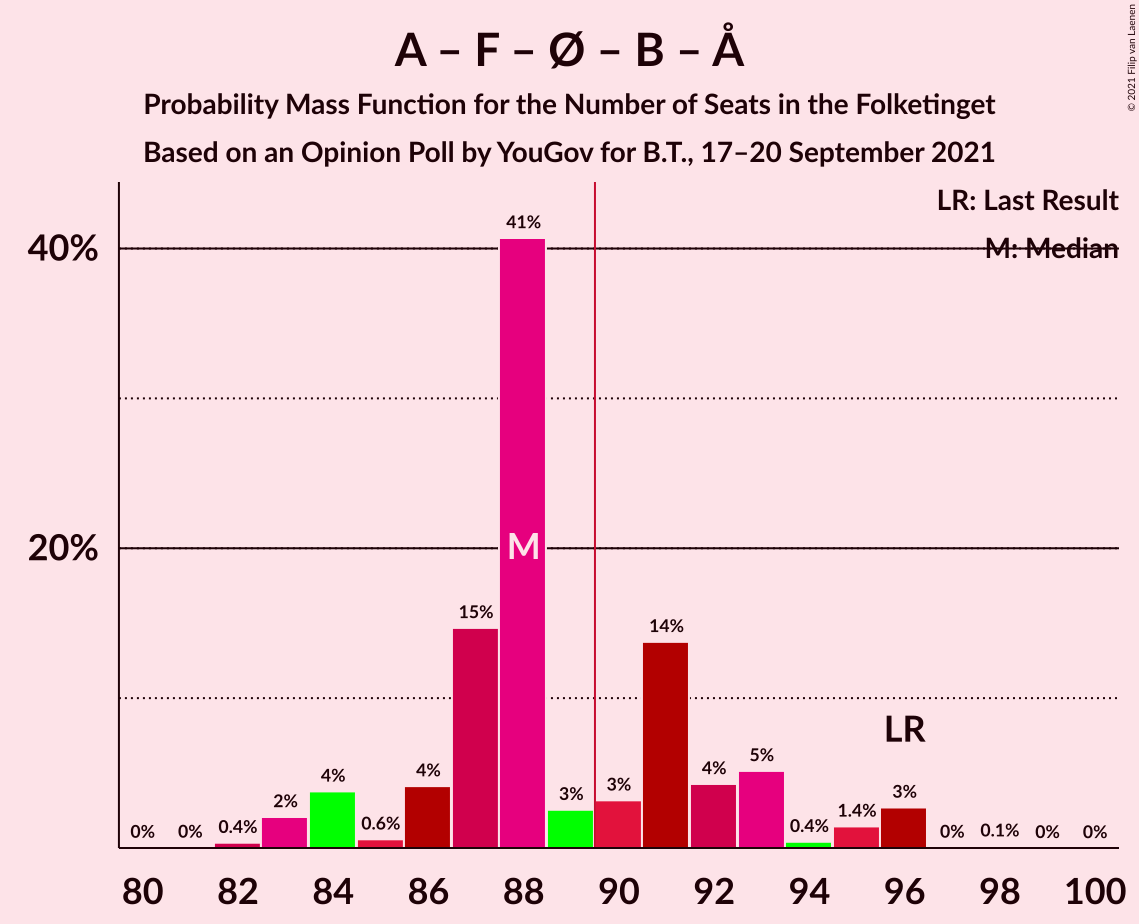 A – F – Ø – B – Å
Probability Mass Function for the Number of Seats in the Folketinget
Based on an Opinion Poll by YouGov for B.T., 17–20 September 2021
© 2021 Filip van Laenen
LR: Last Result
M: Median
40%
20%
0% 0% 0.4% 2% 4% 0.6% 4% 15% 41% 3% 3% 14% 4% 5% 0.4% 1.4% 3% 0% 0.1% 0% 0%
M
LR
80 82 84 86 88 90 92 94 96 98 100